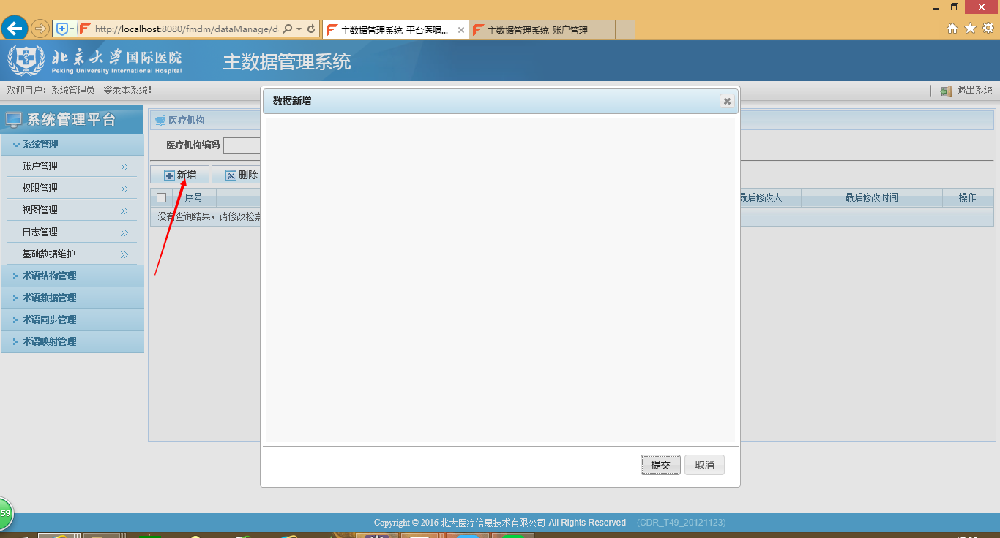 http://localhost:8080/fmdm/dataManage/d
主数据管理系统-平台医嘱...
主数据管理系统-账户管理
北京大学国际医院
Peking University International Hospital
主数据管理系统
欢迎用户：系统管理员 登录本系统！
退出系统
系统管理平台
系统管理
账户管理
权限管理
视图管理
日志管理
基础数据维护
术语结构管理
术语数据管理
术语同步管理
术语映射管理
医疗机构
医疗机构编码
新增 删除
序号 最后修改人 最后修改时间 操作
没有查询结果，请修改检索
数据新增
提交 取消
59
Copyright © 2016 北大医疗信息技术有限公司 All Rights Reserved (CDR_T49_20121123)